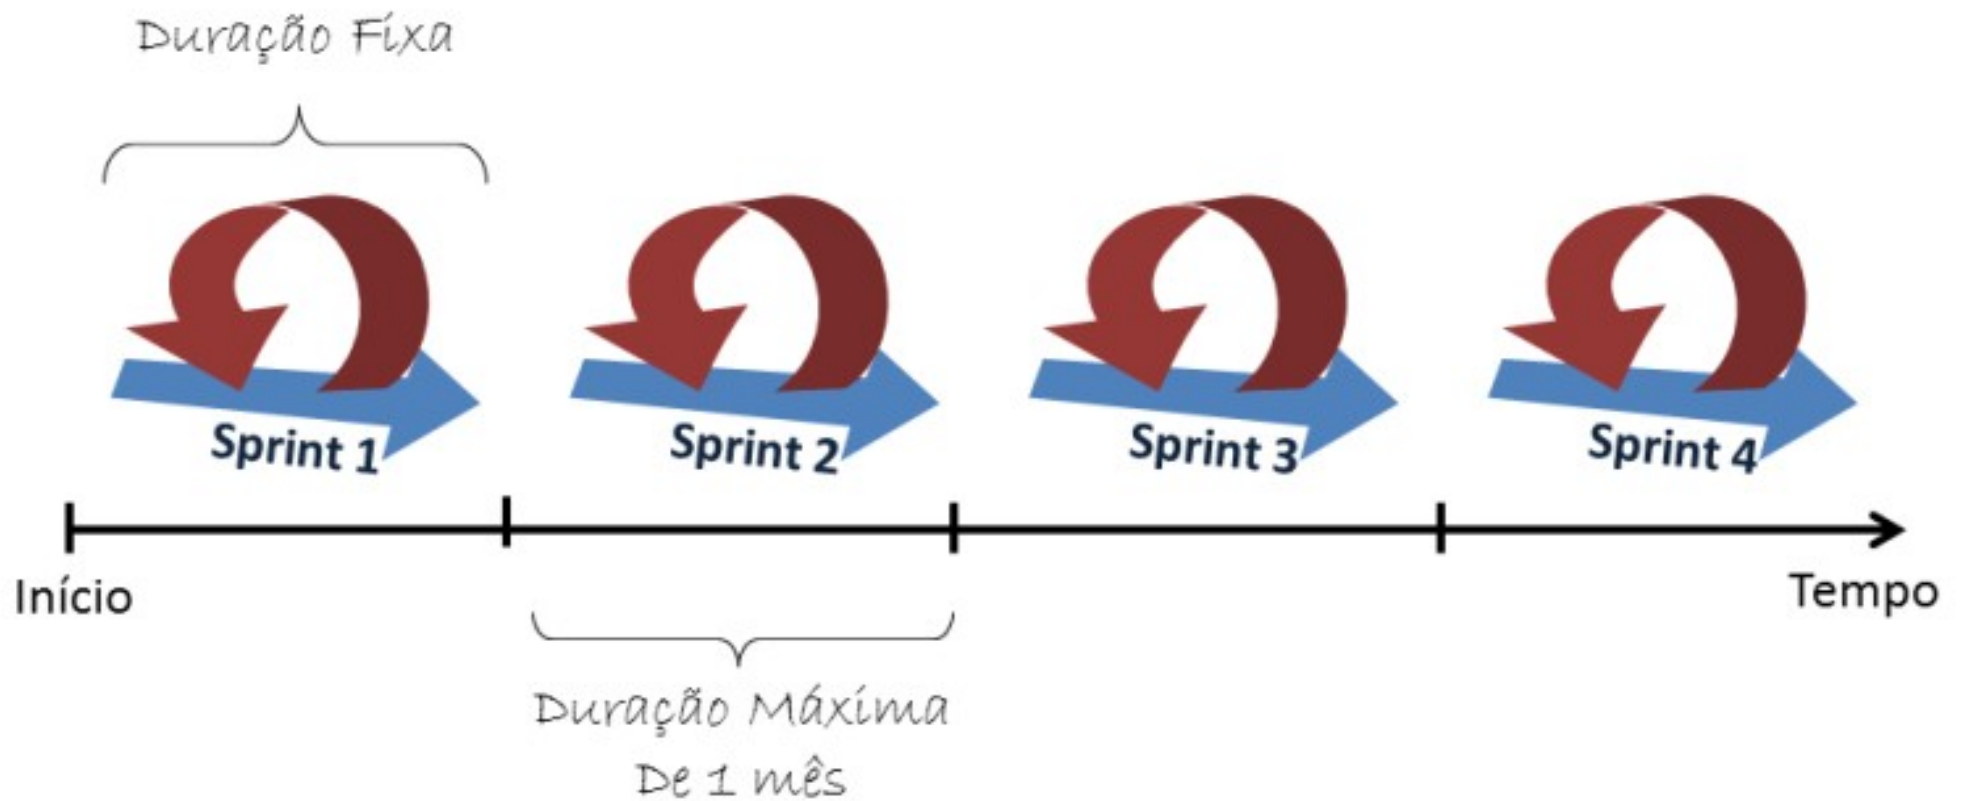 Duração Fixa
Sprint 1
Sprint 2
Sprint 3
Sprint 4
Início
Tempo
Duração Máxima
De 1 mês